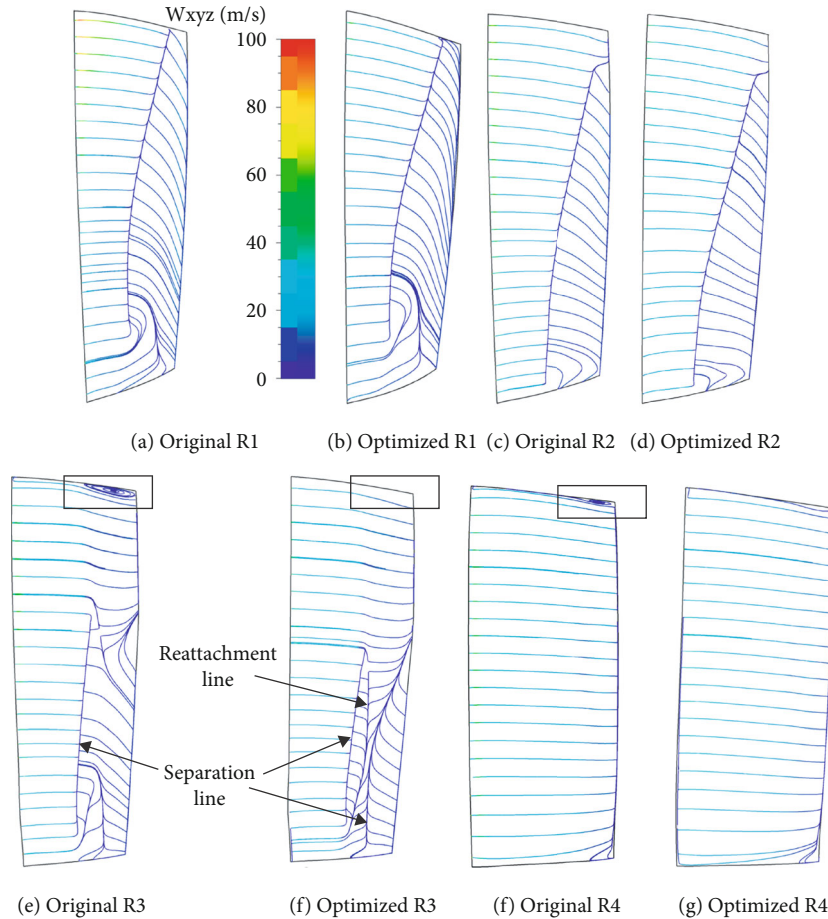 Wxyz (m/s)
100
80
60
40
20
0
(a) Original R1
(b) Optimized R1
(c) Original R2
(d) Optimized R2
Reattachment
line
Separation
line
(e) Original R3
(f) Optimized R3
(f) Original R4
(g) Optimized R4